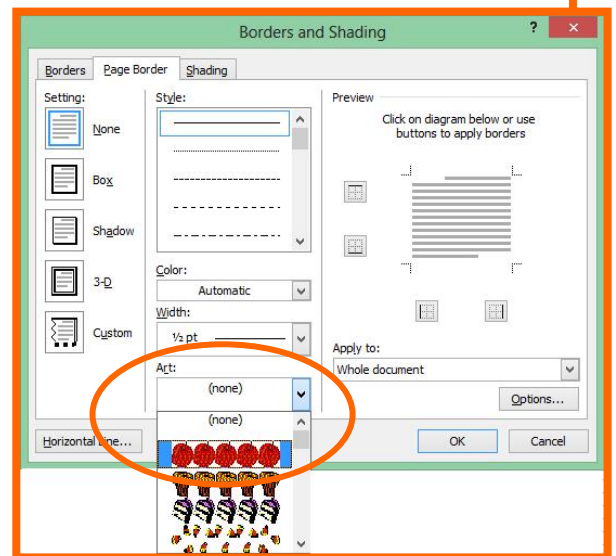 Borders and Shading ? ×
Borders Page Border Shading
Setting:
None
Box
Shadow
3-D
Custom
Style:
Color:
Automatic
Width:
½ pt
Art:
(none)
(none)
Preview
Click on diagram below or use
buttons to apply borders
Apply to:
Whole document
Options...
Horizontal Line...
OK Cancel